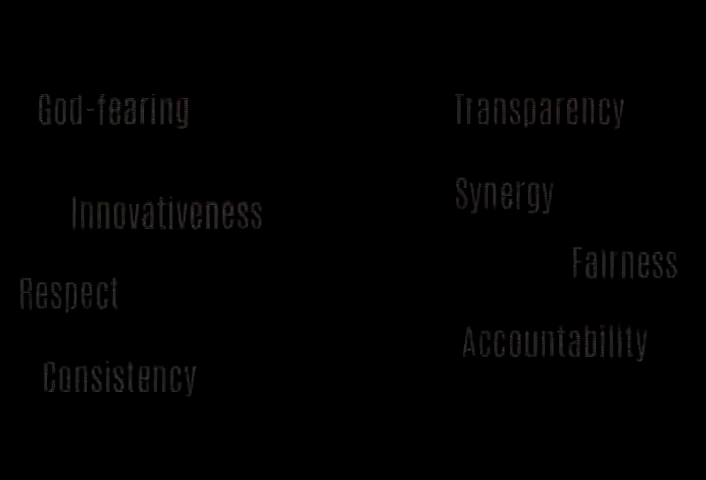 God-fearing
Innovativeness
Respect
Consistency
Transparency
Synergy
Fairness
Accountability